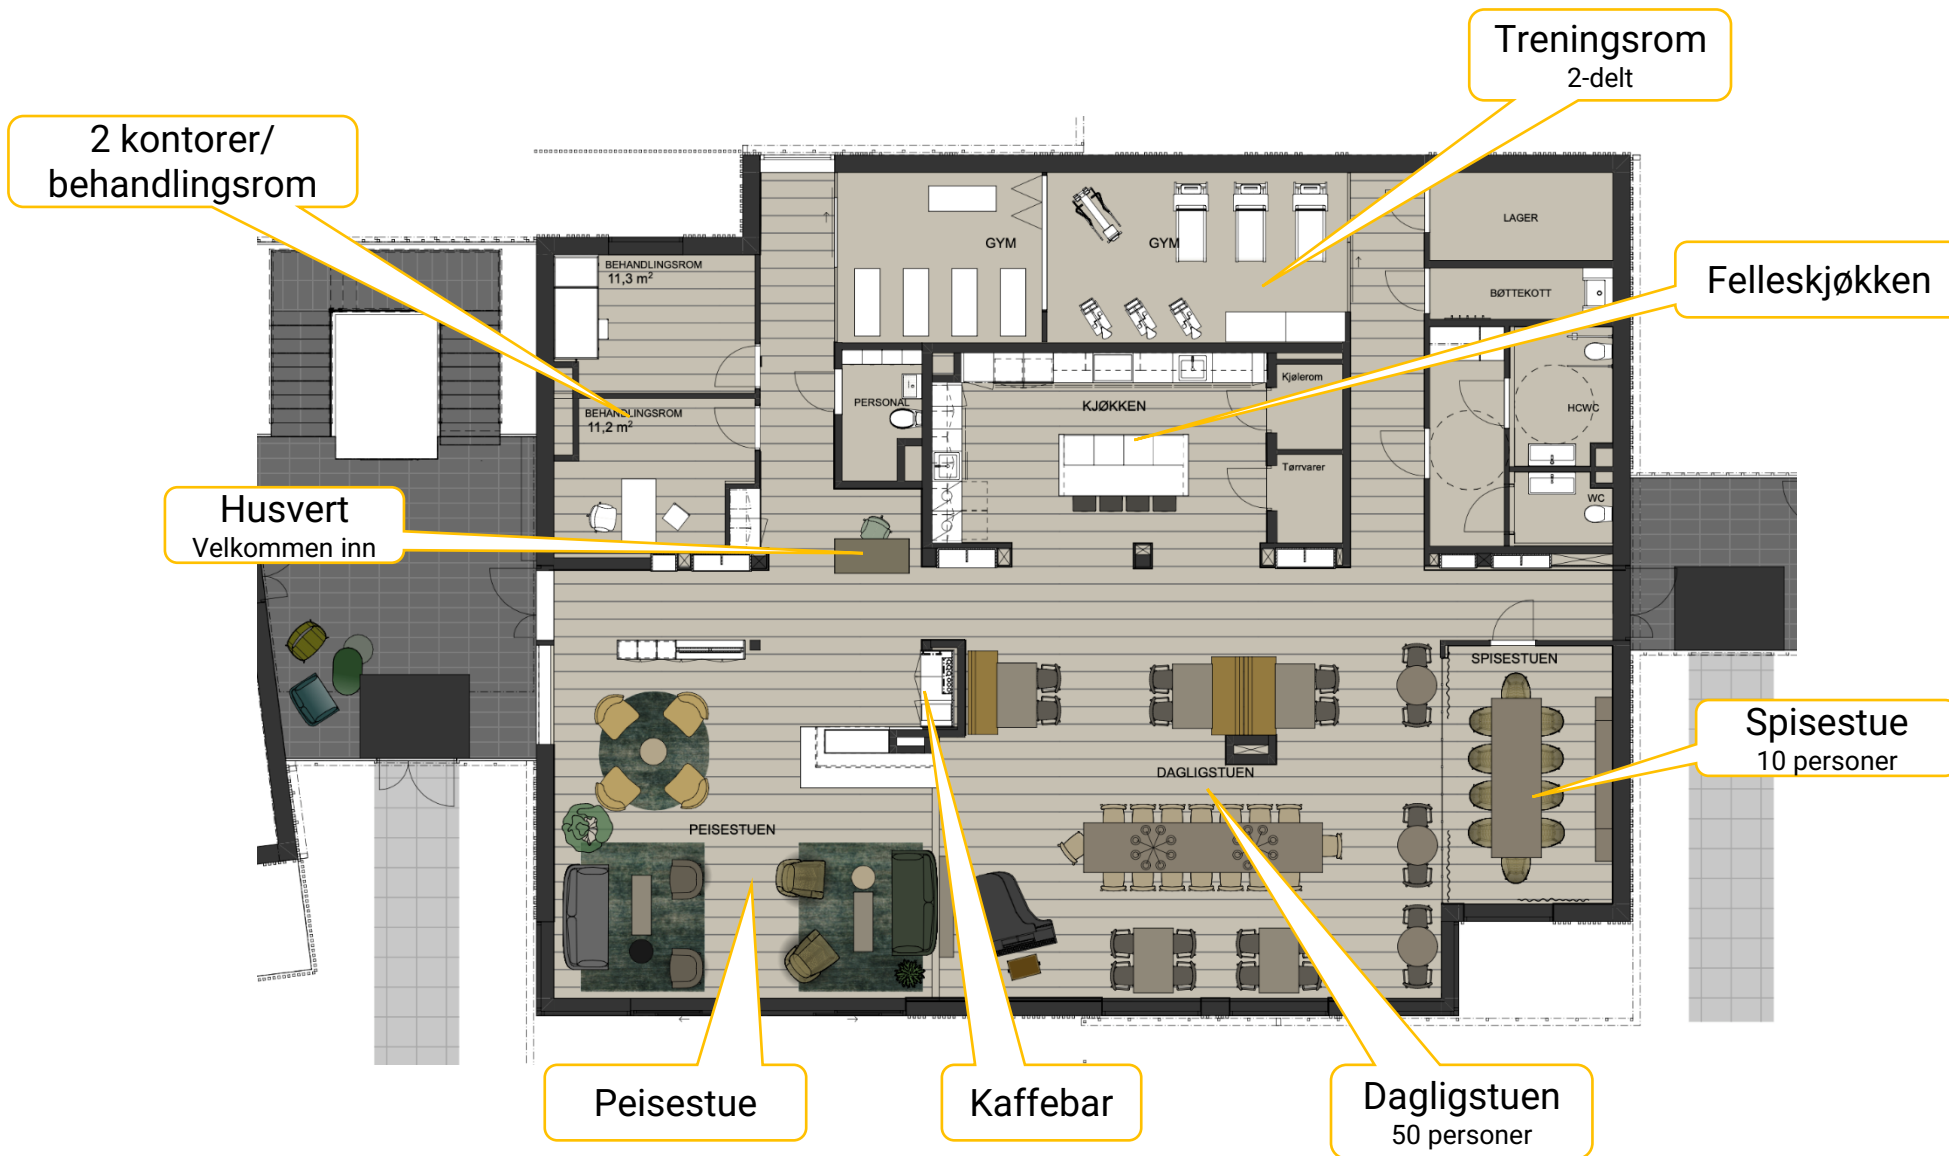 Treningsrom
2-delt
2 kontorer/
behandlingsrom
LAGER
GYM
GYM
BEHANDLINGSROM
11,3 m²
Felleskjøkken
BØTTEKOTT
Kjølerom
PERSONAL
KJØKKEN
HCWC
BEHANDLINGSROM
11,2 m²
Tørrvarer
WC
Husvert
Velkommen inn
SPISESTUEN
Spisestue
10 personer
DAGLIGSTUEN
PEISESTUEN
Peisestue
Kaffebar
Dagligstuen
50 personer